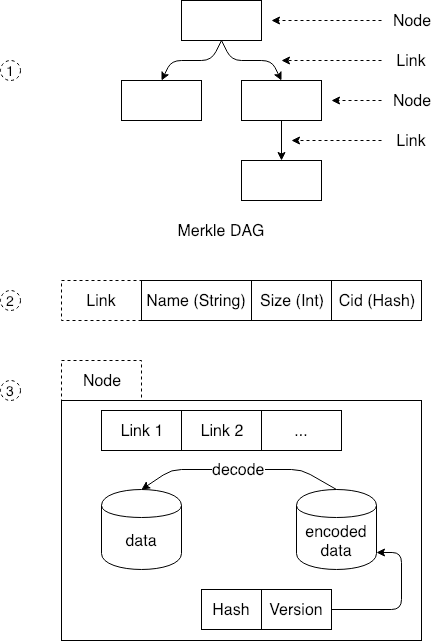 1
Node
Link
Node
Link
Merkle DAG
2
Link Name (String) Size (Int) Cid (Hash)
3
Node
Link 1 Link 2 ...
decode
data
encoded
data
Hash Version